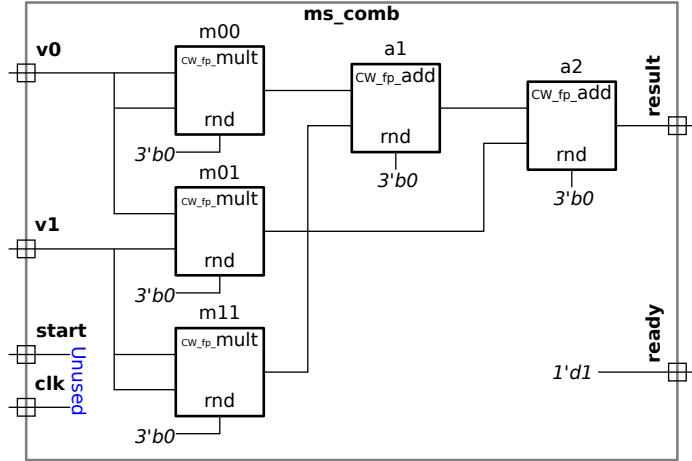 ms_comb
v0
m00
CW_fp_mult
rnd
3'b0
a1
CW_fp_add
rnd
3'b0
a2
CW_fp_add
rnd
3'b0
result
m01
CW_fp_mult
rnd
3'b0
v1
m11
CW_fp_mult
rnd
3'b0
start
clk
Unused
ready
1'd1